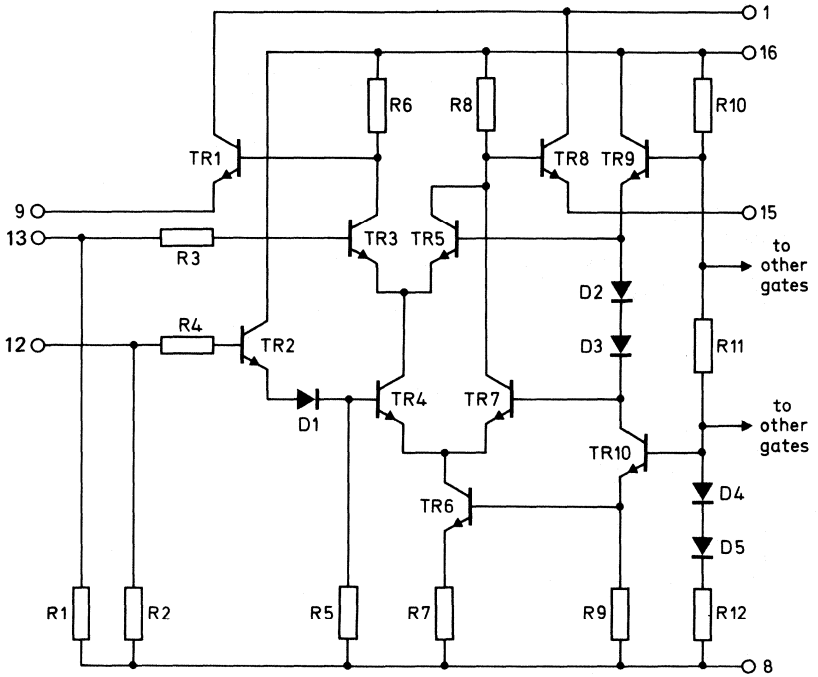 1
16
R6
R8
R10
TR1
TR8
TR9
9
15
13
TR3
TR5
R3
to
other
gates
D2
R4
12
TR2
D3
R11
D1
TR4
TR7
to
other
gates
TR10
D4
TR6
D5
R1
R2
R5
R7
R9
R12
8